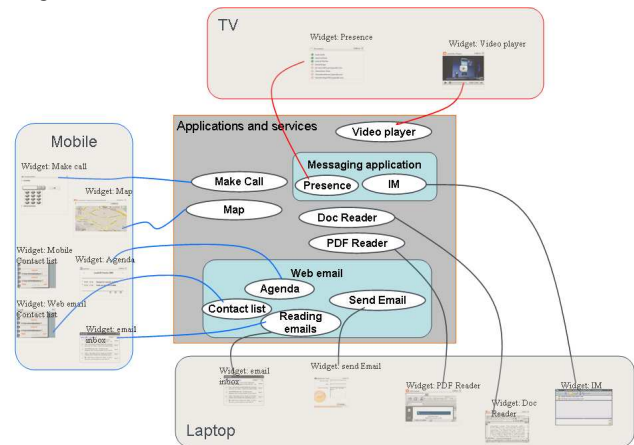 TV
Widget: Presence
Widget: Video player
Applications and services
Video player
Mobile
Messaging application
Widget: Make call
Make Call
Presence
IM
Widget: Map
Map
Doc Reader
PDF Reader
Widget: Mobile
Contact list
Widget: Agenda
Web email
Agenda
Send Email
Widget: Web email
Contact list
Contact list
Reading
emails
Widget: email
inbox
Widget: email
inbox
Widget: send Email
Widget: PDF Reader
Widget: Doc
Reader
Widget: IM
Laptop